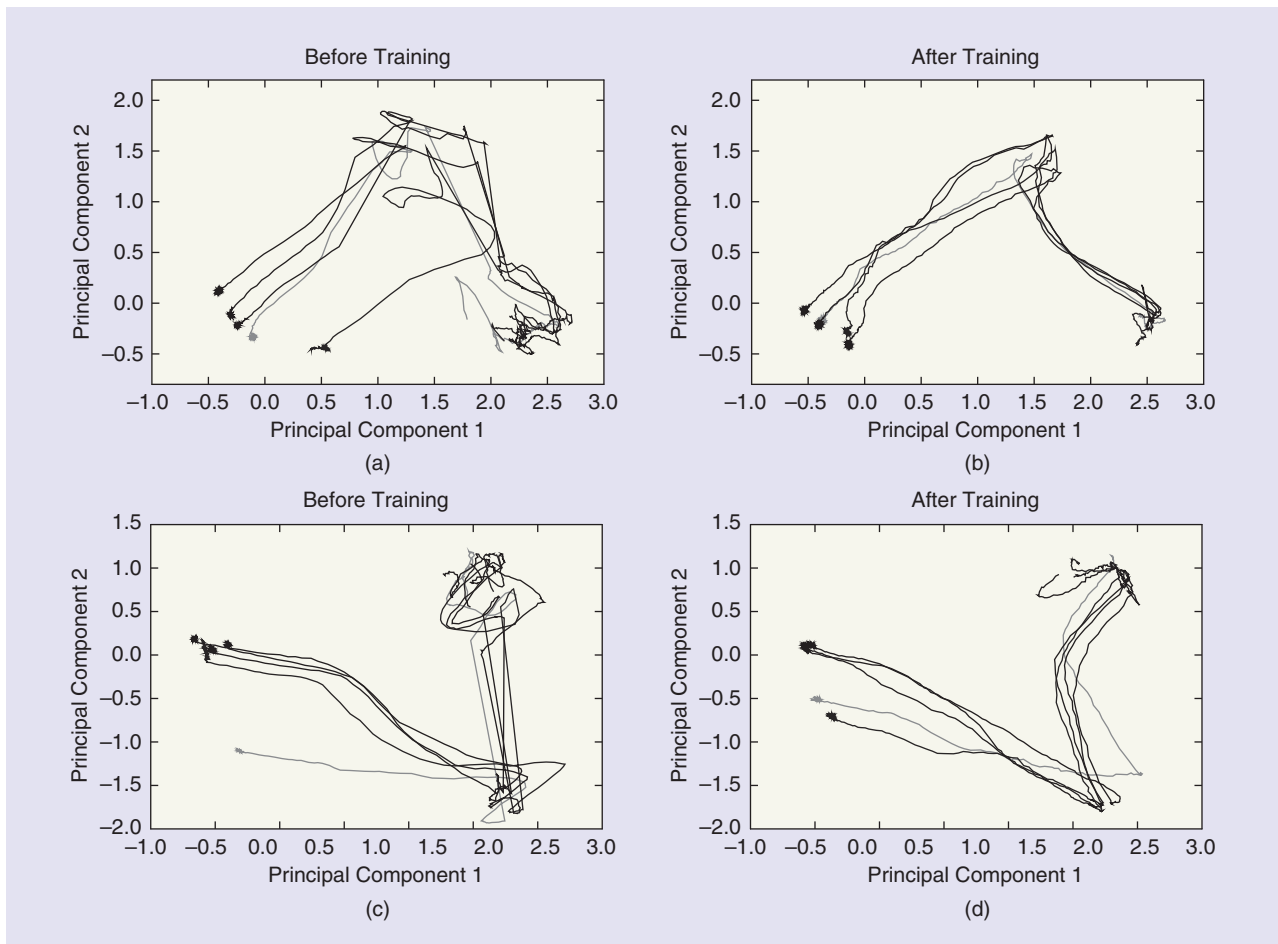 Before Training
After Training
2.0
1.5
1.0
0.5
0.0
–0.5
Principal Component 2
–1.0 –0.5 0.0 0.5 1.0 1.5 2.0 2.5 3.0
Principal Component 1
(a)
2.0
1.5
1.0
0.5
0.0
–0.5
Principal Component 2
–1.0 –0.5 0.0 0.5 1.0 1.5 2.0 2.5 3.0
Principal Component 1
(b)
Before Training
After Training
1.5
1.0
0.5
0.0
–0.5
–1.0
–1.5
–2.0
Principal Component 2
–1.0 –0.5 0.0 0.5 1.0 1.5 2.0 2.5 3.0
Principal Component 1
(c)
1.5
1.0
0.5
0.0
–0.5
–1.0
–1.5
–2.0
Principal Component 2
–1.0 –0.5 0.0 0.5 1.0 1.5 2.0 2.5 3.0
Principal Component 1
(d)